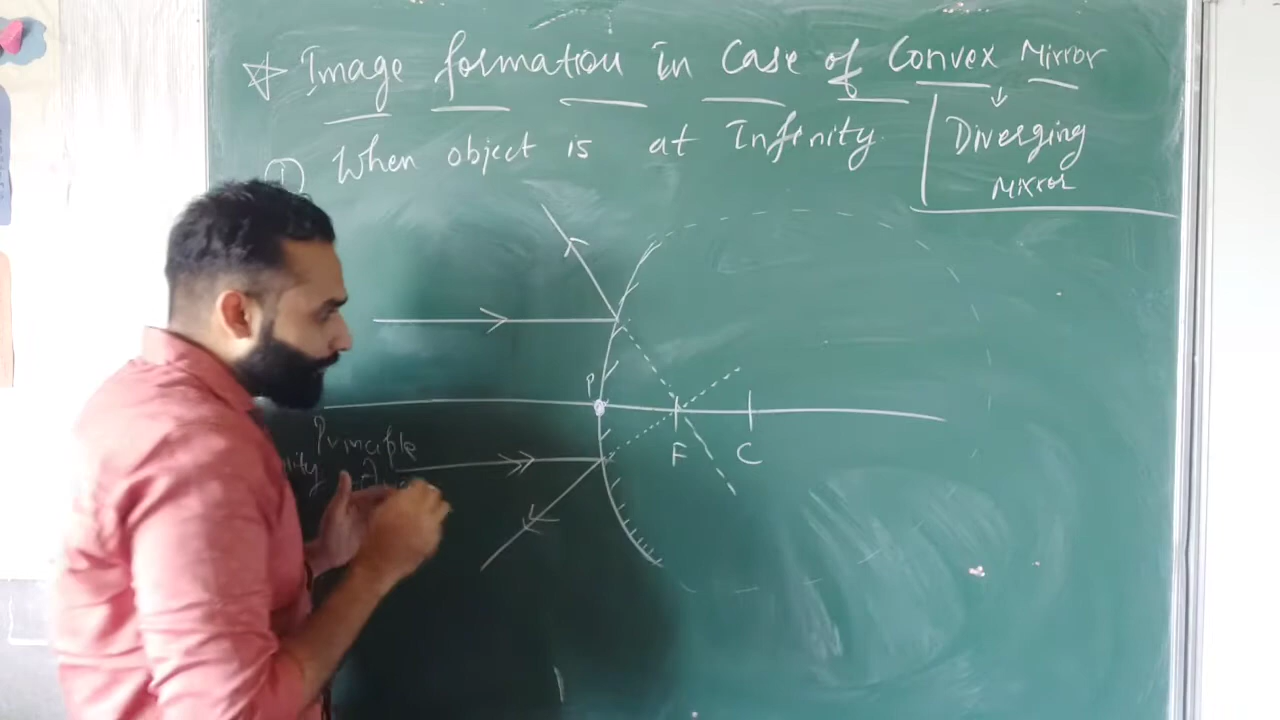 ☆ Image formation in Case of Convex Mirror
↓
Diverging
Mirror
① When object is at Infinity
P
F
C
Principle